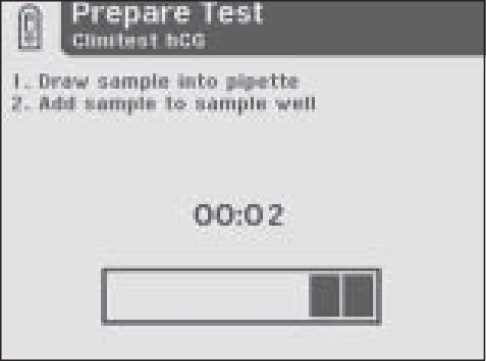 Prepare Test
Clinitest hCG
1. Draw sample into pipette
2. Add sample to sample well
00:02